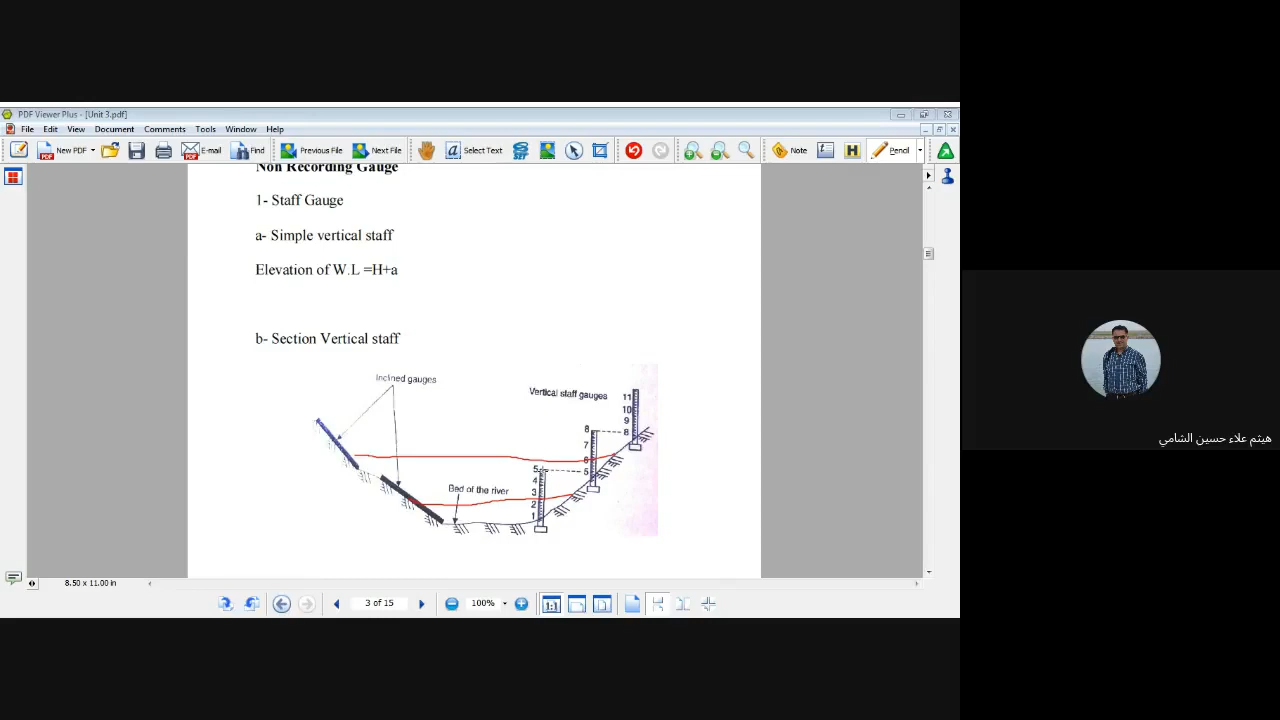 PDF Viewer Plus - [Unit 3.pdf]
File Edit View Document Comments Tools Window Help
New PDF E-mail Find Previous File Next File Select Text Note H Pencil
Non Recording Gauge
1- Staff Gauge
a- Simple vertical staff
Elevation of W.L =H+a
b- Section Vertical staff
Inclined gauges
Vertical staff gauges
11
10
9
8
8
7
6
5
5
4
3
2
1
Bed of the river
8.50 x 11.00 in
3 of 15
100%
1:1
هيثم علاء حسين الشامي